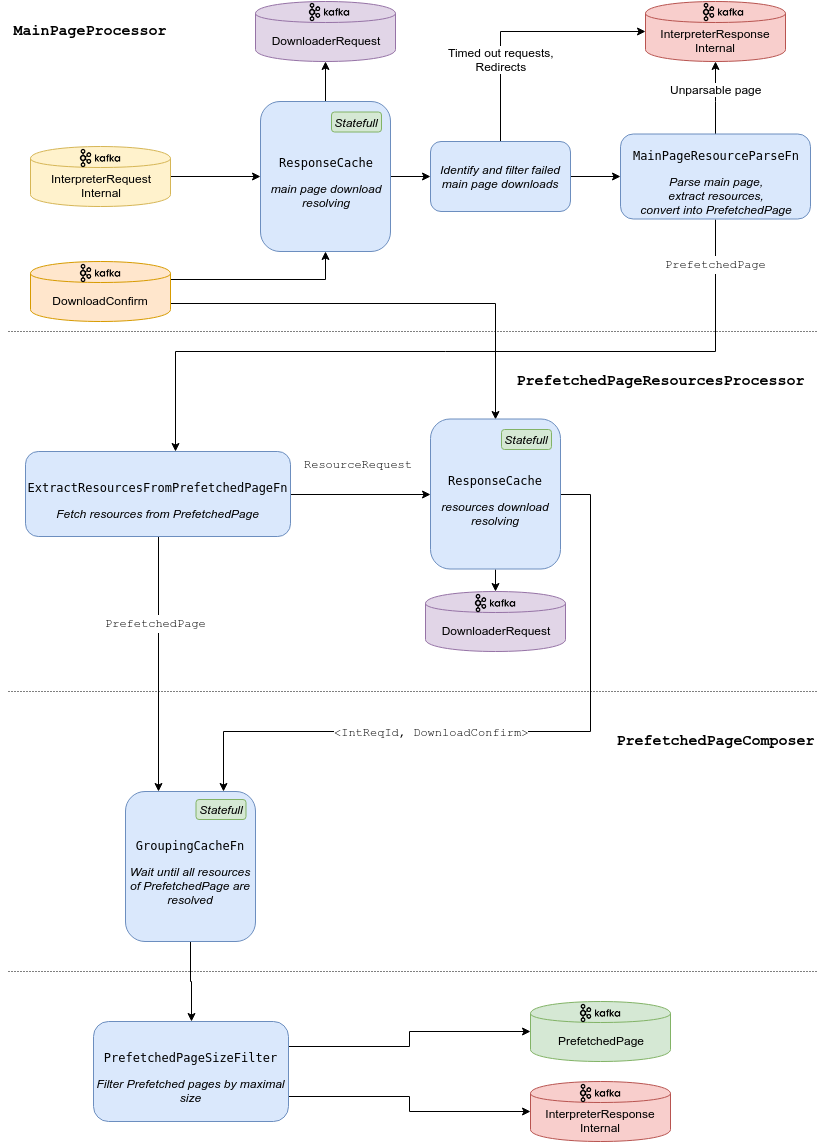 MainPageProcessor
kafka
DownloaderRequest
kafka
InterpreterResponse
Internal
Timed out requests,
Redirects
Unparsable page
Statefull
ResponseCache
main page download
resolving
kafka
InterpreterRequest
Internal
Identify and filter failed
main page downloads
MainPageResourceParseFn
Parse main page,
extract resources,
convert into PrefetchedPage
kafka
DownloadConfirm
PrefetchedPage
PrefetchedPageResourcesProcessor
Statefull
ResponseCache
resources download
resolving
ResourceRequest
ExtractResourcesFromPrefetchedPageFn
Fetch resources from PrefetchedPage
kafka
DownloaderRequest
PrefetchedPage
<IntReqId, DownloadConfirm>
PrefetchedPageComposer
Statefull
GroupingCacheFn
Wait until all resources
of PrefetchedPage are
resolved
kafka
PrefetchedPage
PrefetchedPageSizeFilter
Filter Prefetched pages by maximal
size
kafka
InterpreterResponse
Internal